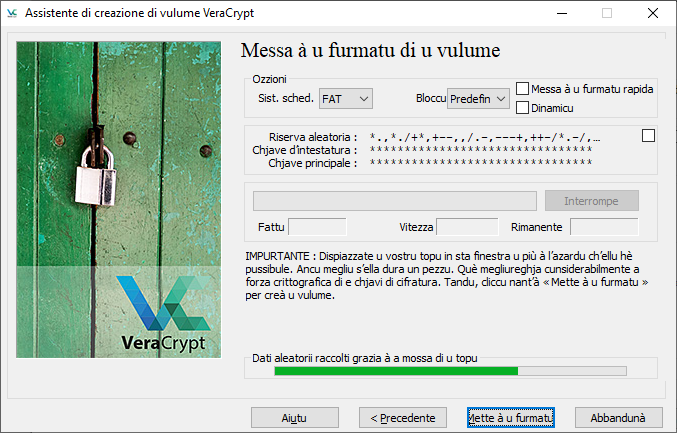 Assistente di creazione di vulume VeraCrypt
Messa à u furmatu di u vulume
Ozzioni
Sist. sched. FAT Bloccu Predefin Messa à u furmatu rapida
Dinamicu
Riserva aleatoria : *.,*./+*,+--,,/.-,---+,++-/*.-/,...
Chjave d'intestatura : *******************************
Chjave principale : *******************************
Interrompe
Fattu Vitezza Rimanente
IMPURTANTE : Dispiazzate u vostru topu in sta finestra u più à l'azardu ch'ellu hè
pussibule. Ancu megliu s'ella dura un pezzu. Què megliureghja cunsiderabilmente a
forza crittografica di e chjavi di cifratura. Tandu, cliccu nant'à « Mette à u furmatu »
per creà u vulume.
VeraCrypt
Dati aleatorii raccolti grazia à a mossa di u topu
Aiutu < Precedente Mette à u furmatu Abbandunà